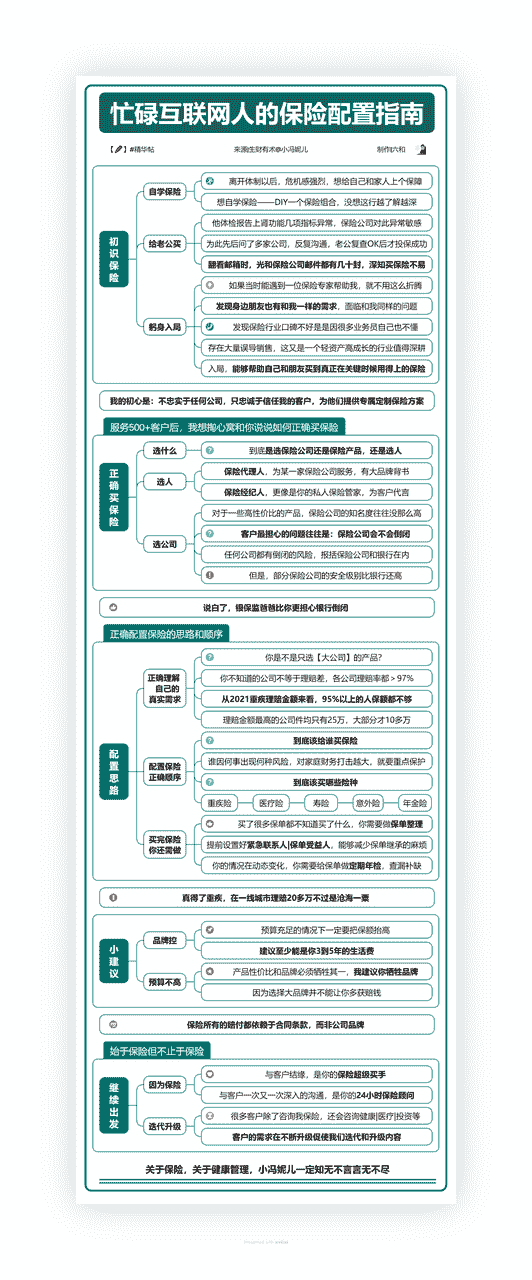 忙碌互联网人的保险配置指南
【】#精华帖
来源|生财有术@小冯妮儿
制作|六和
初识保险
自学保险
离开体制以后，危机感强烈，想给自己和家人上个保障
想自学保险——DIY一个保险组合，没想这行越了解越深
给老公买
他体检报告上肾功能几项指标异常，保险公司对此异常敏感
为此先后问了多家公司，反复沟通，老公复查OK后才投保成功
翻看邮箱时，光和保险公司邮件都有几十封，深知买保险不易
躬身入局
如果当时能遇到一位保险专家帮助我，就不用这么折腾
发现身边朋友也有和我一样的需求，面临和我同样的问题
发现保险行业口碑不好是是因很多业务员自己也不懂
存在大量误导销售，这又是一个轻资产高成长的行业值得深耕
入局，能够帮助自己和朋友买到真正在关键时候用得上的保险
我的初心是：不忠实于任何公司，只忠诚于信任我的客户，为他们提供专属定制保险方案
服务500+客户后，我想掏心窝和你说说如何正确买保险
正确买保险
选什么
到底是选保险公司还是保险产品，还是选人
选人
保险代理人，为某一家保险公司服务，有大品牌背书
保险经纪人，更像是你的私人保险管家，为客户代言
选公司
对于一些高性价比的产品，保险公司的知名度往往没那么高
客户最担心的问题往往是：保险公司会不会倒闭
任何公司都有倒闭的风险，报括保险公司和银行在内
但是，部分保险公司的安全级别比银行还高
说白了，银保监爸爸比你更担心银行倒闭
正确配置保险的思路和顺序
配置思路
正确理解
自己的
真实需求
你是不是只选【大公司】的产品？
你不知道的公司不等于理赔差，各公司理赔率都＞97%
从2021重疾理赔金额来看，95%以上的人保额都不够
理赔金额最高的公司件均只有25万，大部分才10多万
配置保险
正确顺序
到底该给谁买保险
谁因何事出现何种风险，对家庭财务打击越大，就要重点保护
到底该买哪些险种
重疾险
医疗险
寿险
意外险
年金险
买完保险
你还需做
买了很多保单都不知道买了什么，你需要做保单整理
提前设置好紧急联系人|保单受益人，能够减少保单继承的麻烦
你的情况在动态变化，你需要给保单做定期年检，查漏补缺
真得了重疾，在一线城市理赔20多万不过是沧海一粟
小建议
品牌控
预算充足的情况下一定要把保额抬高
建议至少能是你3到5年的生活费
预算不高
产品性价比和品牌必须牺牲其一，我建议你牺牲品牌
因为选择大品牌并不能让你多获赔钱
保险所有的赔付都依赖于合同条款，而非公司品牌
始于保险但不止于保险
继续出发
因为保险
与客户结缘，是你的保险超级买手
与客户一次又一次深入的沟通，是你的24小时保险顾问
迭代升级
很多客户除了咨询我保险，还会咨询健康|医疗|投资等
客户的需求在不断升级促使我们迭代和升级内容
关于保险，关于健康管理，小冯妮儿一定知无不言言无不尽